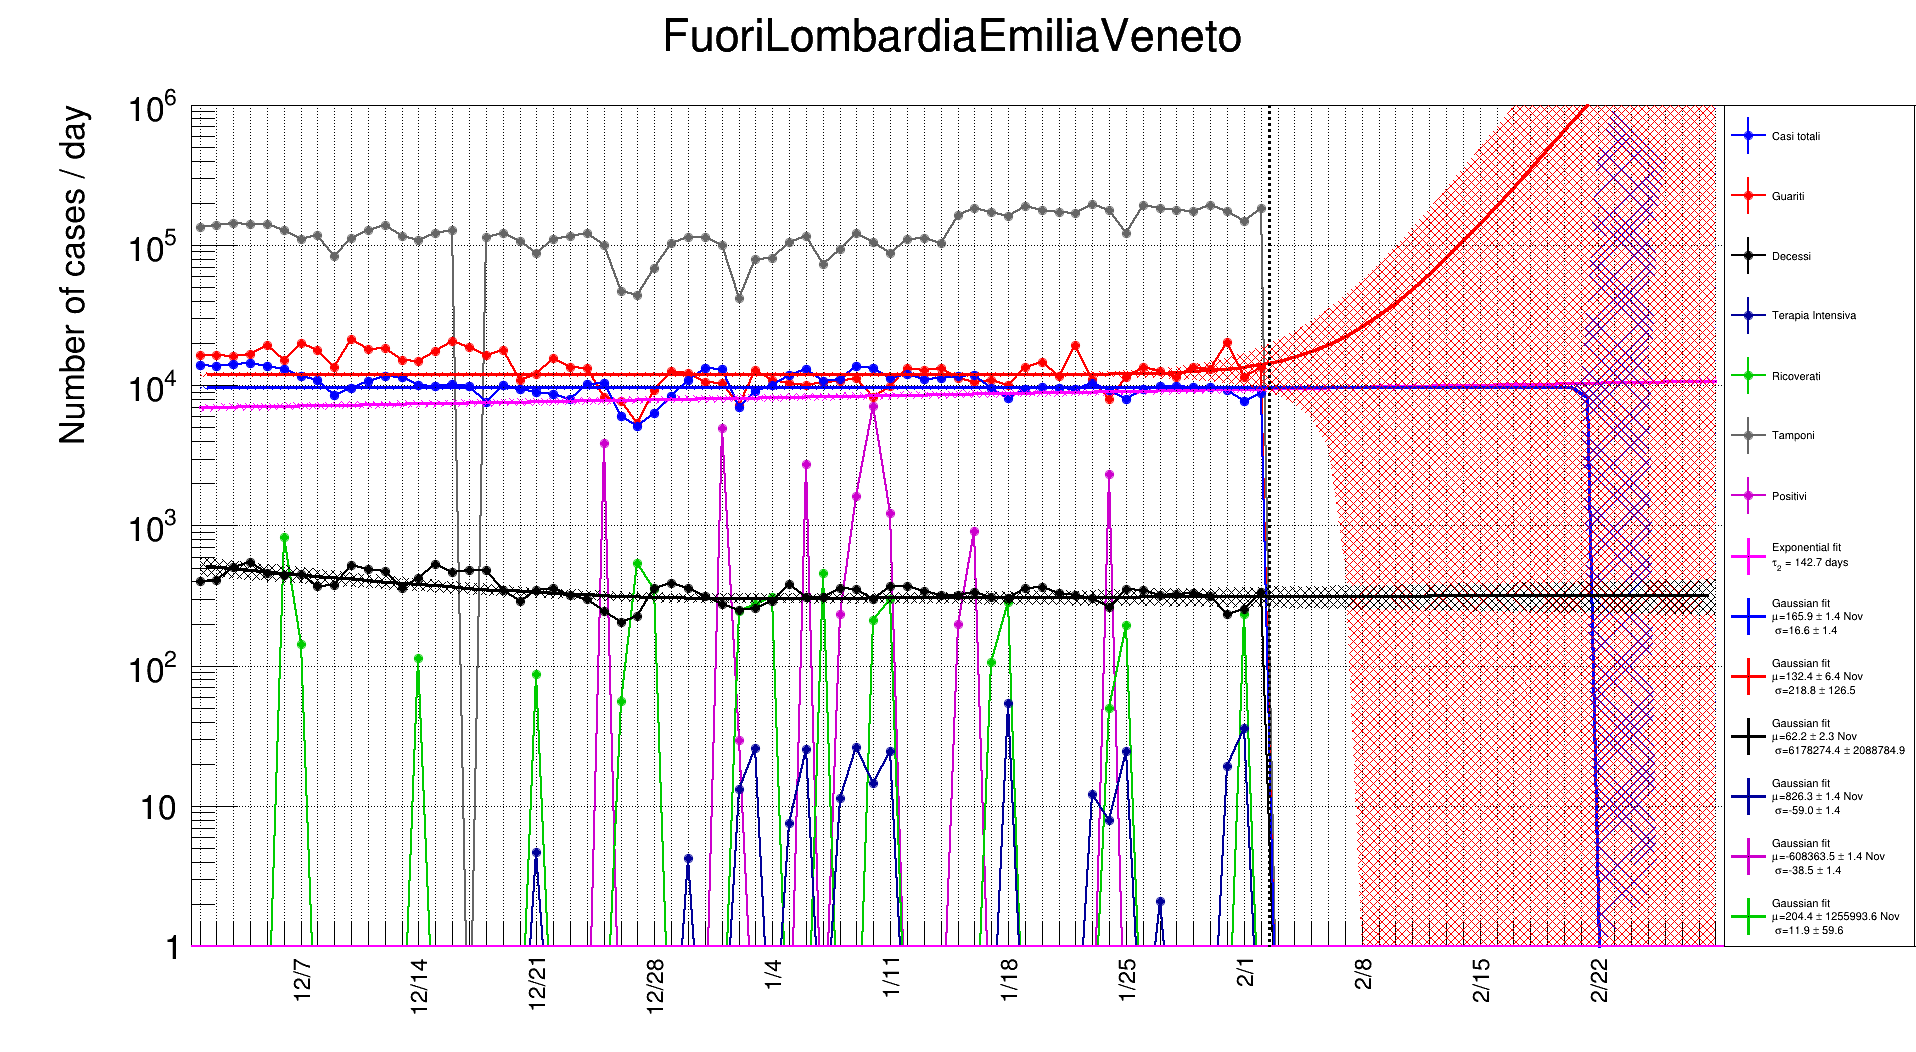 FuoriLombardiaEmiliaVeneto
Number of cases / day
10^6
10^5
10^4
10^3
10^2
10
1
12/7
12/14
12/21
12/28
1/4
1/11
1/18
1/25
2/1
2/8
2/15
2/22
Casi totali
Guariti
Decessi
Terapia Intensiva
Ricoverati
Tamponi
Positivi
Exponential fit
τ_2 = 142.7 days
Gaussian fit
μ=165.9 ± 1.4 Nov
σ=16.6 ± 1.4
Gaussian fit
μ=132.4 ± 6.4 Nov
σ=218.8 ± 126.5
Gaussian fit
μ=62.2 ± 2.3 Nov
σ=6178274.4 ± 2088784.9
Gaussian fit
μ=826.3 ± 1.4 Nov
σ=-59.0 ± 1.4
Gaussian fit
μ=-608363.5 ± 1.4 Nov
σ=-38.5 ± 1.4
Gaussian fit
μ=204.4 ± 1255993.6 Nov
σ=11.9 ± 59.6